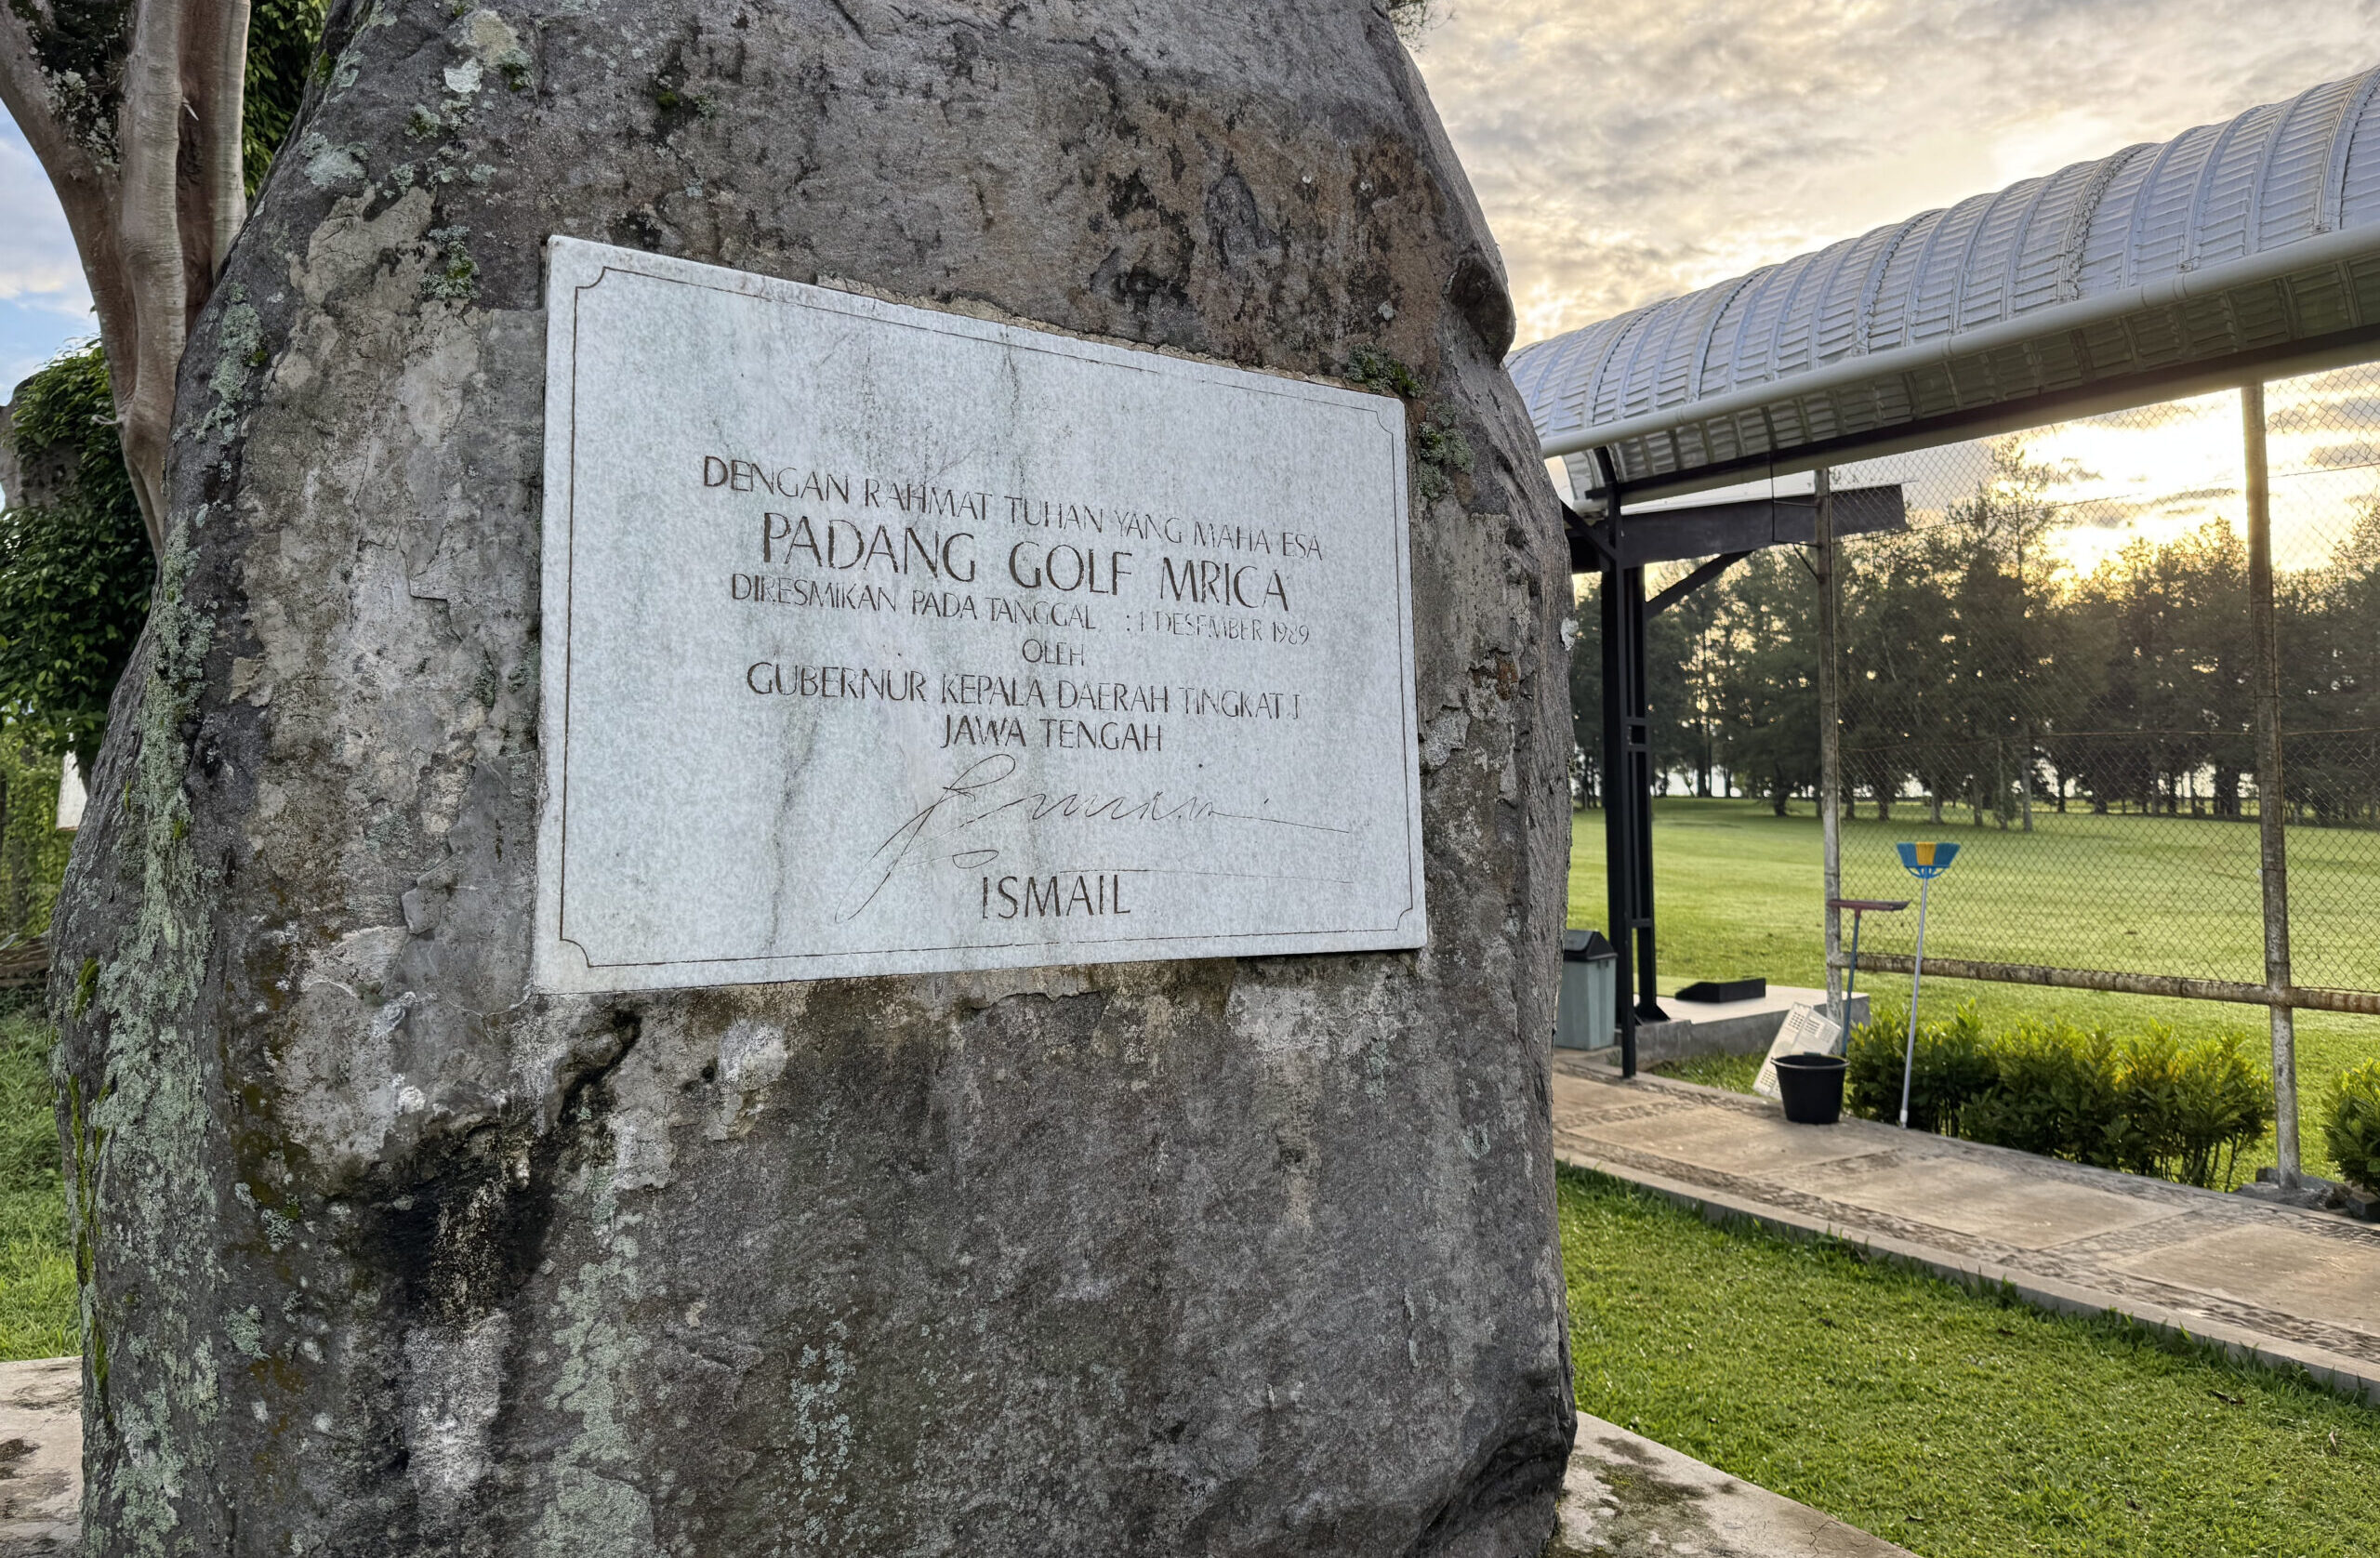 DENGAN RAHMAT TUHAN YANG MAHA ESA
PADANG GOLF MRICA
DIRESMIKAN PADA TANGGAL : 1 DESEMBER 1989
OLEH
GUBERNUR KEPALA DAERAH TINGKAT I
JAWA TENGAH
ISMAIL